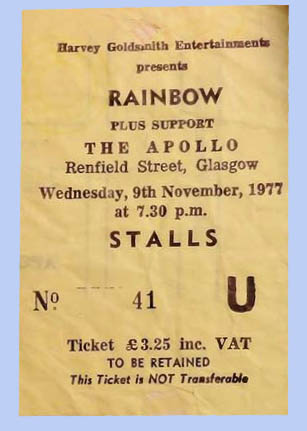 Harvey Goldsmith Entertainments
presents
RAINBOW
PLUS SUPPORT
THE APOLLO
Renfield Street, Glasgow
Wednesday, 9th November, 1977
at 7.30 p.m.
STALLS
Nº 41 U
Ticket £3.25 inc. VAT
TO BE RETAINED
This Ticket is NOT Transferable